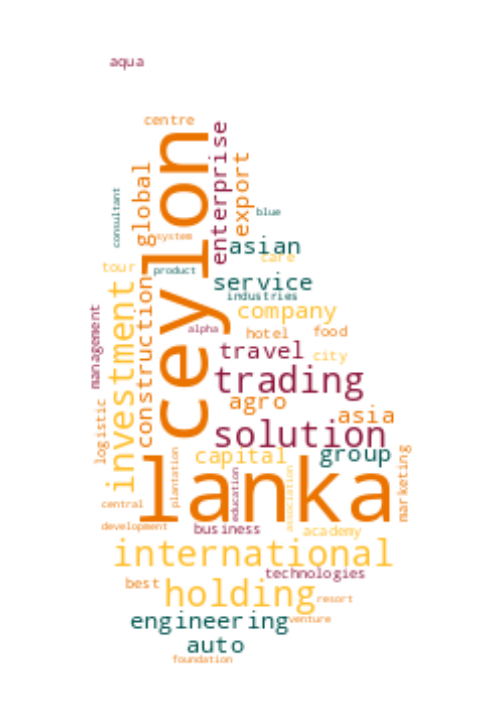 aqua
centre
ceylon
enterprise
global
export
consultant
blue
system
asian
care
tour
product
service
investment
construction
industries
company
management
alpha
hotel
food
travel
city
trading
agro
logistic
asia
solution
capital
group
marketing
plantation
lanka
education
association
central
development
business
academy
international
technologies
best
holding
resort
engineering
venture
auto
foundation